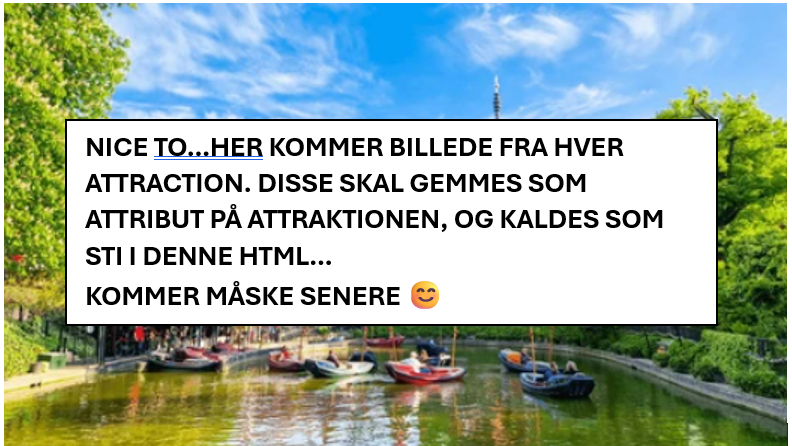 NICE TO...HER KOMMER BILLEDE FRA HVER
ATTRACTION. DISSE SKAL GEMMES SOM
ATTRIBUT PÅ ATTRAKTIONEN, OG KALDES SOM
STI I DENNE HTML...
KOMMER MÅSKE SENERE 😊